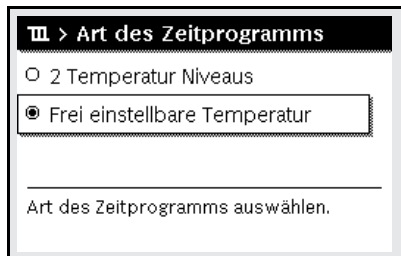 > Art des Zeitprogramms
2 Temperatur Niveaus
Frei einstellbare Temperatur
Art des Zeitprogramms auswählen.